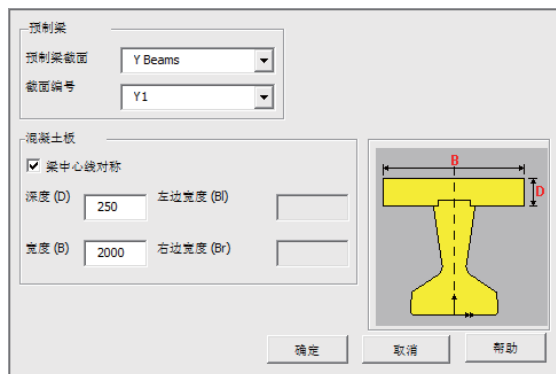 预制梁
预制梁截面 Y Beams
截面编号 Y1
混凝土板
梁中心线对称
深度 (D) 250 左边宽度 (Bl)
宽度 (B) 2000 右边宽度 (Br)
B
D
确定 取消 帮助